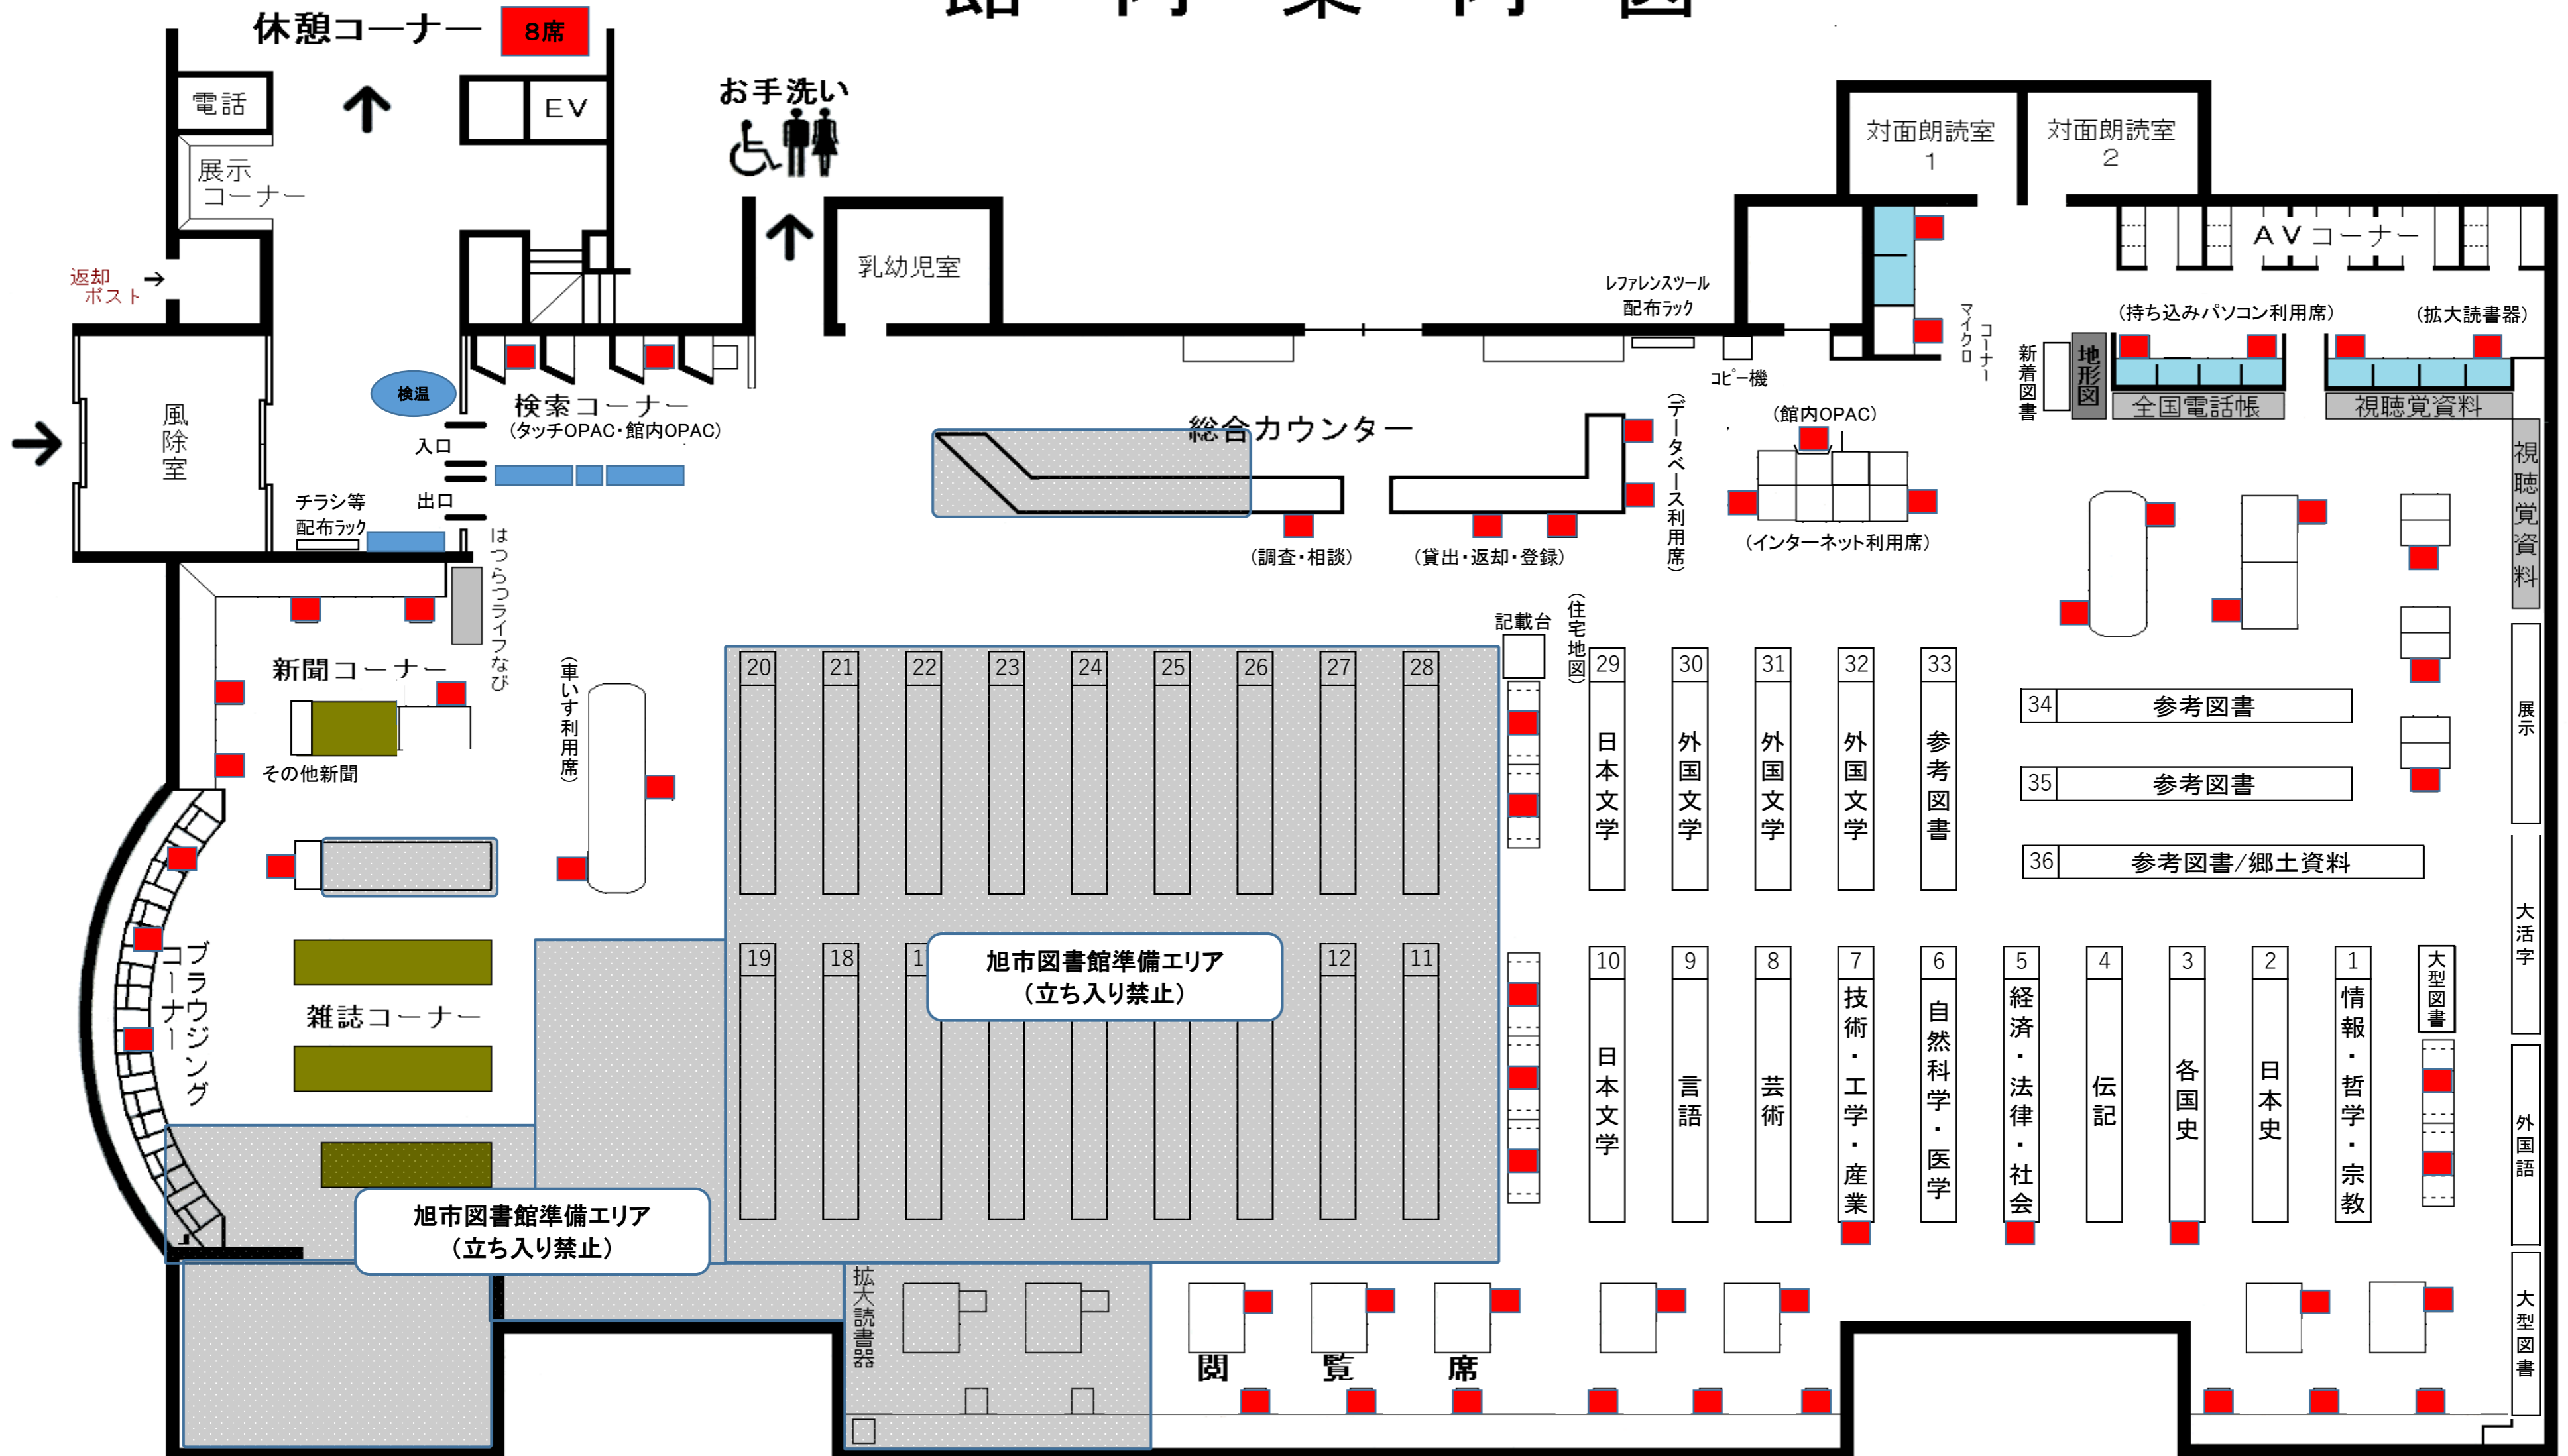 館内案内図
休憩コーナー
8席
電話
EV
お手洗い
展示
コーナー
対面朗読室
1
対面朗読室
2
返却
ポスト
乳幼児室
AVコーナー
レファレンスツール
配布ラック
マイクロ
コーナー
(持ち込みパソコン利用席)
(拡大読書器)
新着図書
地形図
全国電話帳
視聴覚資料
視聴覚資料
コピー機
検温
検索コーナー
(タッチOPAC・館内OPAC)
入口
出口
風除室
チラシ等
配布ラック
総合カウンター
(調査・相談)
(貸出・返却・登録)
(データベース利用席)
(館内OPAC)
(インターネット利用席)
はつらつライフなび
新聞コーナー
その他新聞
(車いす利用席)
記載台
(住宅地図)
20
21
22
23
24
25
26
27
28
29
日本文学
30
外国文学
31
外国文学
32
外国文学
33
参考図書
34
参考図書
35
参考図書
36
参考図書/郷土資料
展示
大活字
外国語
大型図書
ブラウジング
コーナー
雑誌コーナー
19
18
1
12
11
旭市図書館準備エリア
(立ち入り禁止)
10
日本文学
9
言語
8
芸術
7
技術・工学・産業
6
自然科学・医学
5
経済・法律・社会
4
伝記
3
各国史
2
日本史
1
情報・哲学・宗教
大型図書
旭市図書館準備エリア
(立ち入り禁止)
拡大読書器
閲覧席